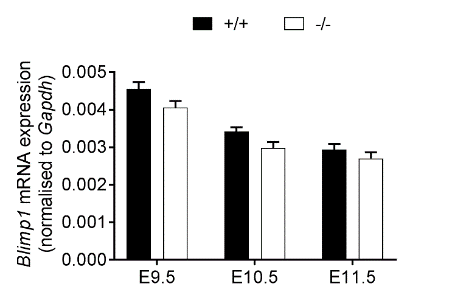 +/+ -/-
Blimp1 mRNA expression
(normalised to Gapdh)
0.005
0.004
0.003
0.002
0.001
0.000
E9.5 E10.5 E11.5